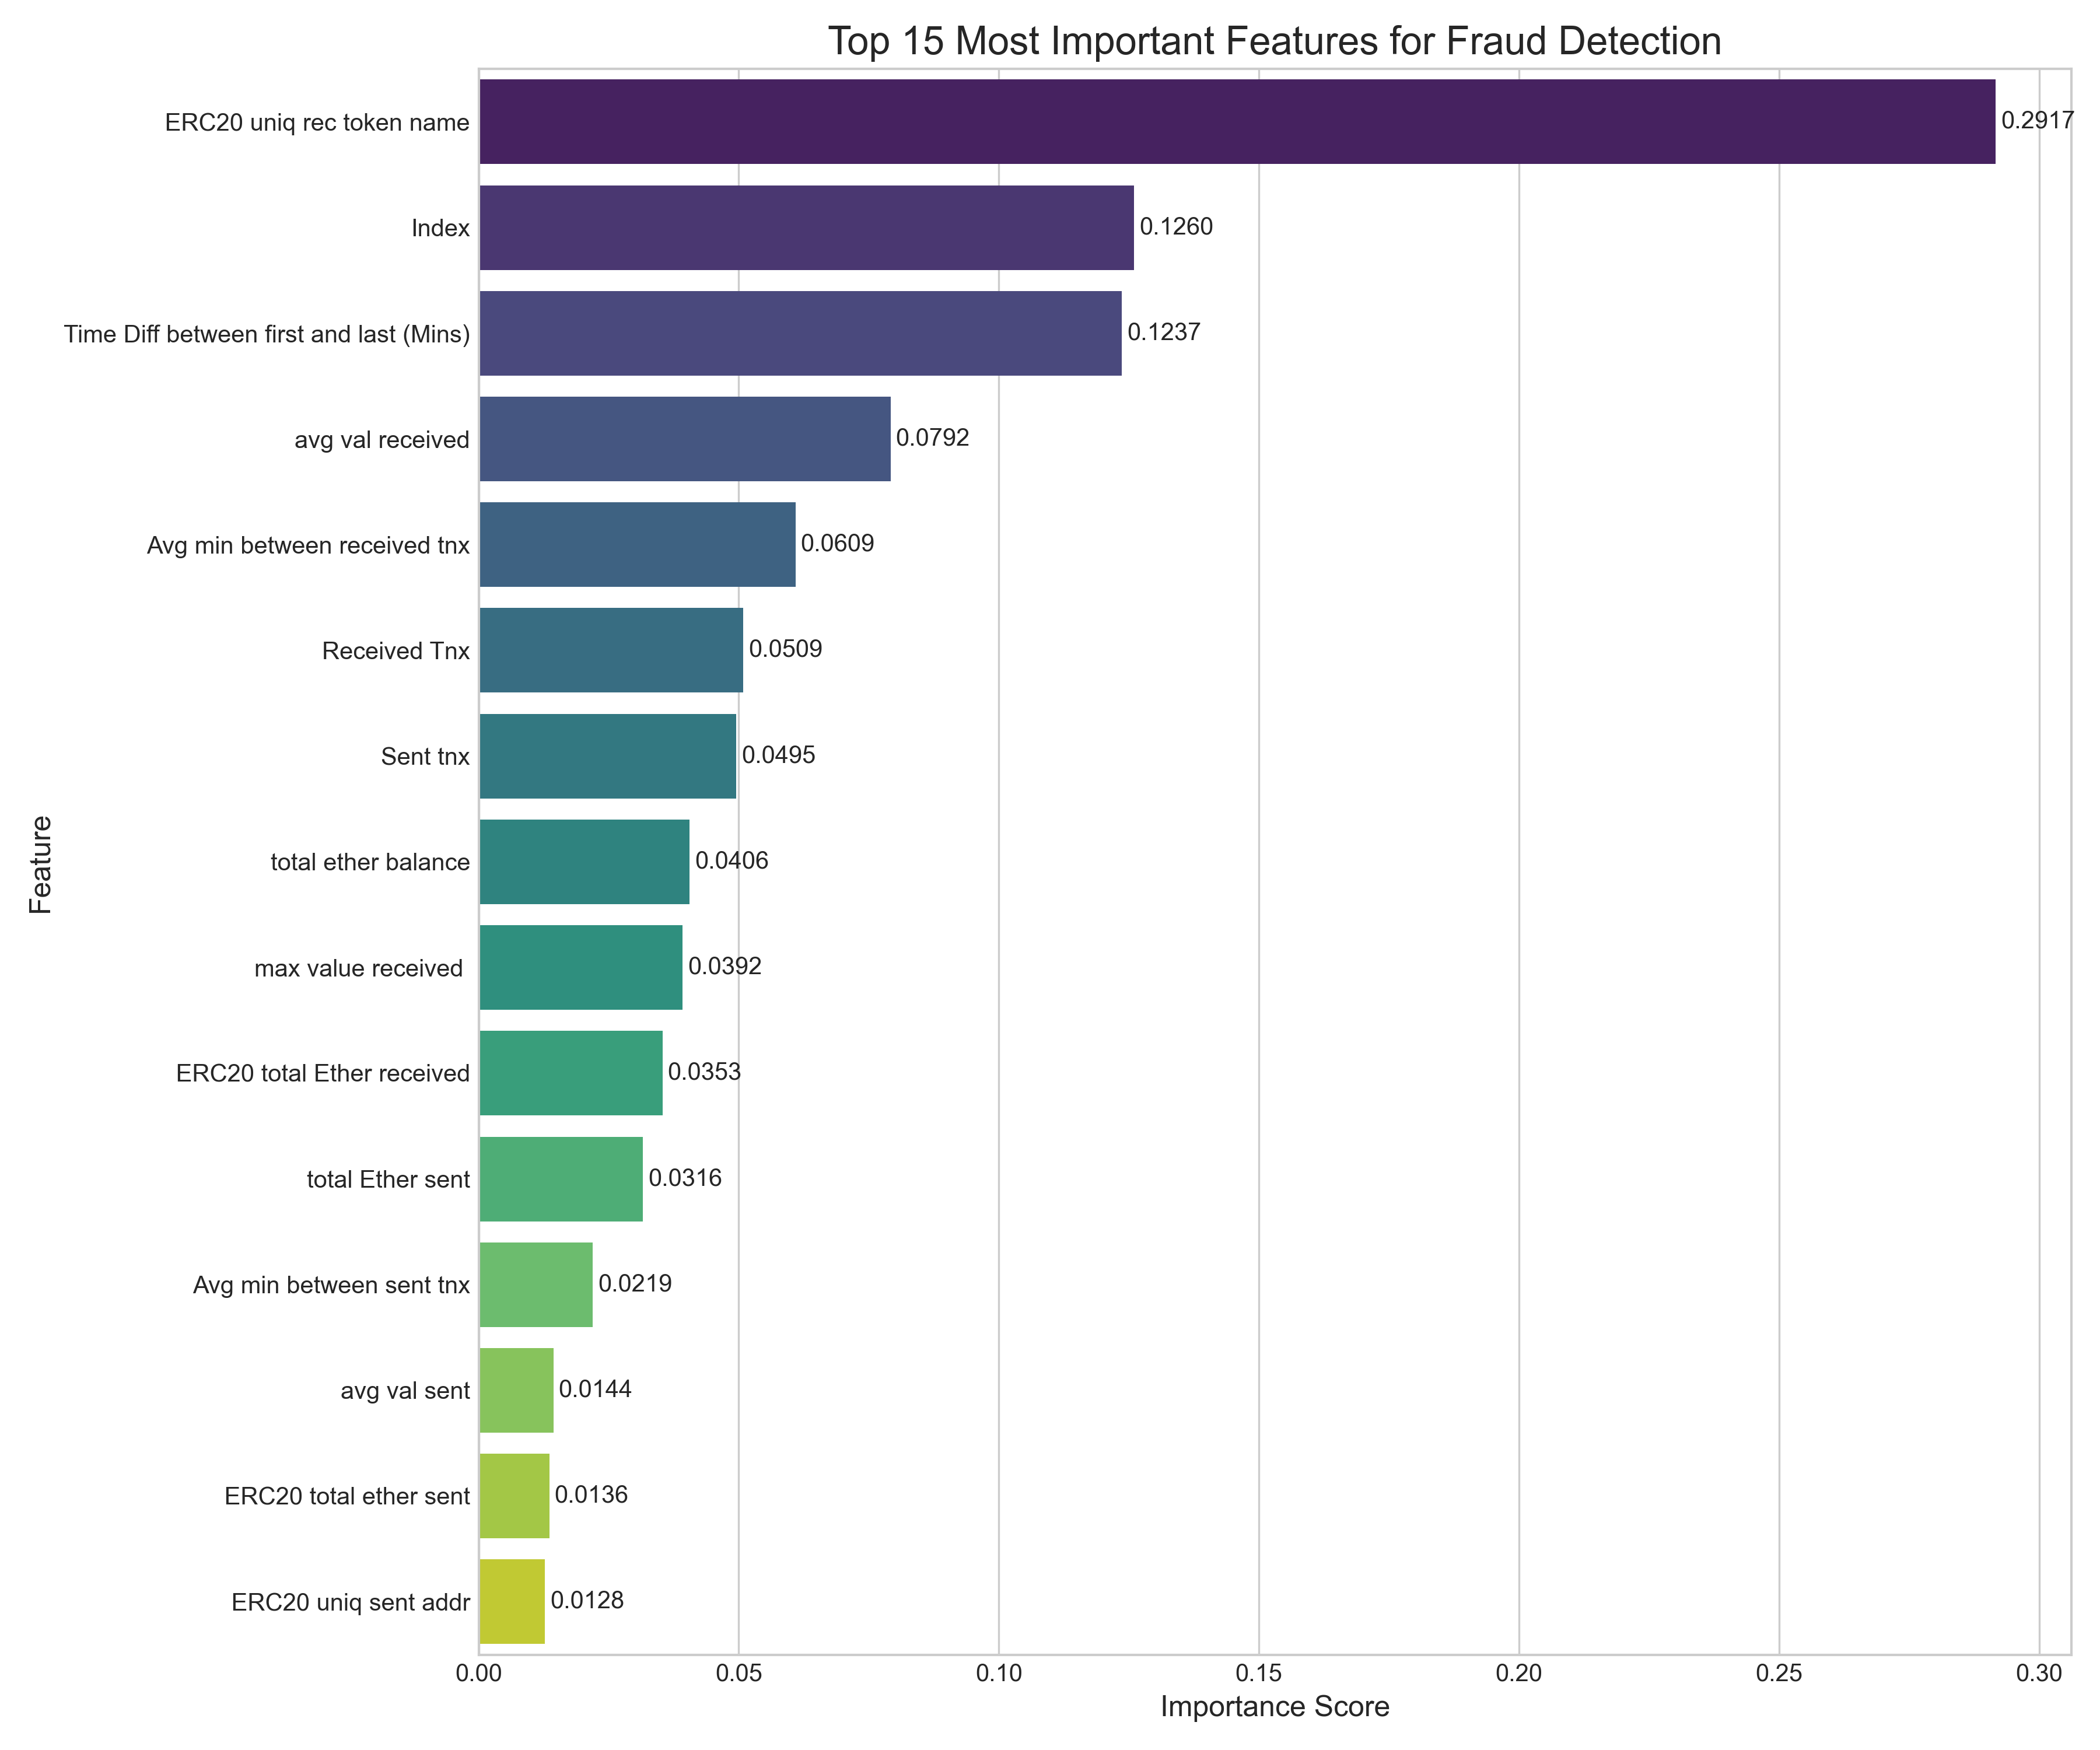 Top 15 Most Important Features for Fraud Detection
ERC20 uniq rec token name 0.2917
Index 0.1260
Time Diff between first and last (Mins) 0.1237
avg val received 0.0792
Avg min between received tnx 0.0609
Received Tnx 0.0509
Sent tnx 0.0495
total ether balance 0.0406
max value received 0.0392
ERC20 total Ether received 0.0353
total Ether sent 0.0316
Avg min between sent tnx 0.0219
avg val sent 0.0144
ERC20 total ether sent 0.0136
ERC20 uniq sent addr 0.0128
Feature
0.00 0.05 0.10 0.15 0.20 0.25 0.30
Importance Score